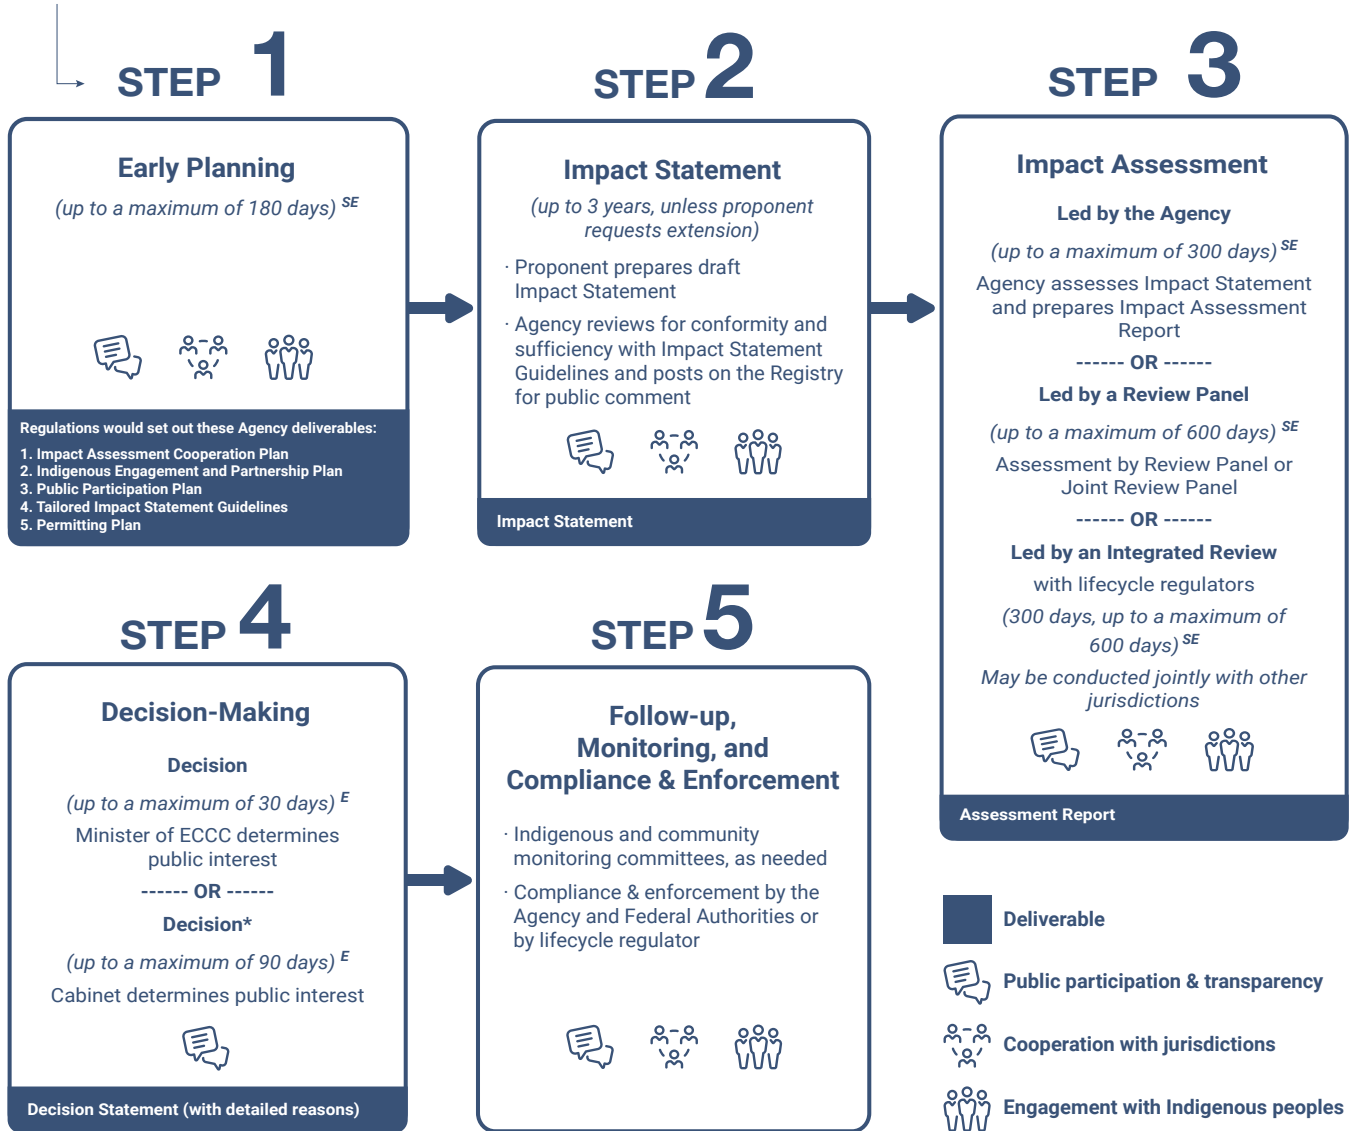 STEP 1
Early Planning
(up to a maximum of 180 days) SE
Regulations would set out these Agency deliverables:
1. Impact Assessment Cooperation Plan
2. Indigenous Engagement and Partnership Plan
3. Public Participation Plan
4. Tailored Impact Statement Guidelines
5. Permitting Plan
STEP 2
Impact Statement
(up to 3 years, unless proponent
requests extension)
· Proponent prepares draft
Impact Statement
· Agency reviews for conformity and
sufficiency with Impact Statement
Guidelines and posts on the Registry
for public comment
Impact Statement
STEP 3
Impact Assessment
Led by the Agency
(up to a maximum of 300 days) SE
Agency assesses Impact Statement
and prepares Impact Assessment
Report
------ OR ------
Led by a Review Panel
(up to a maximum of 600 days) SE
Assessment by Review Panel or
Joint Review Panel
------ OR ------
Led by an Integrated Review
with lifecycle regulators
(300 days, up to a maximum of
600 days) SE
May be conducted jointly with other
jurisdictions
Assessment Report
STEP 4
Decision-Making
Decision
(up to a maximum of 30 days) E
Minister of ECCC determines
public interest
------ OR ------
Decision*
(up to a maximum of 90 days) E
Cabinet determines public interest
Decision Statement (with detailed reasons)
STEP 5
Follow-up,
Monitoring, and
Compliance & Enforcement
· Indigenous and community
monitoring committees, as needed
· Compliance & enforcement by the
Agency and Federal Authorities or
by lifecycle regulator
Deliverable
Public participation & transparency
Cooperation with jurisdictions
Engagement with Indigenous peoples